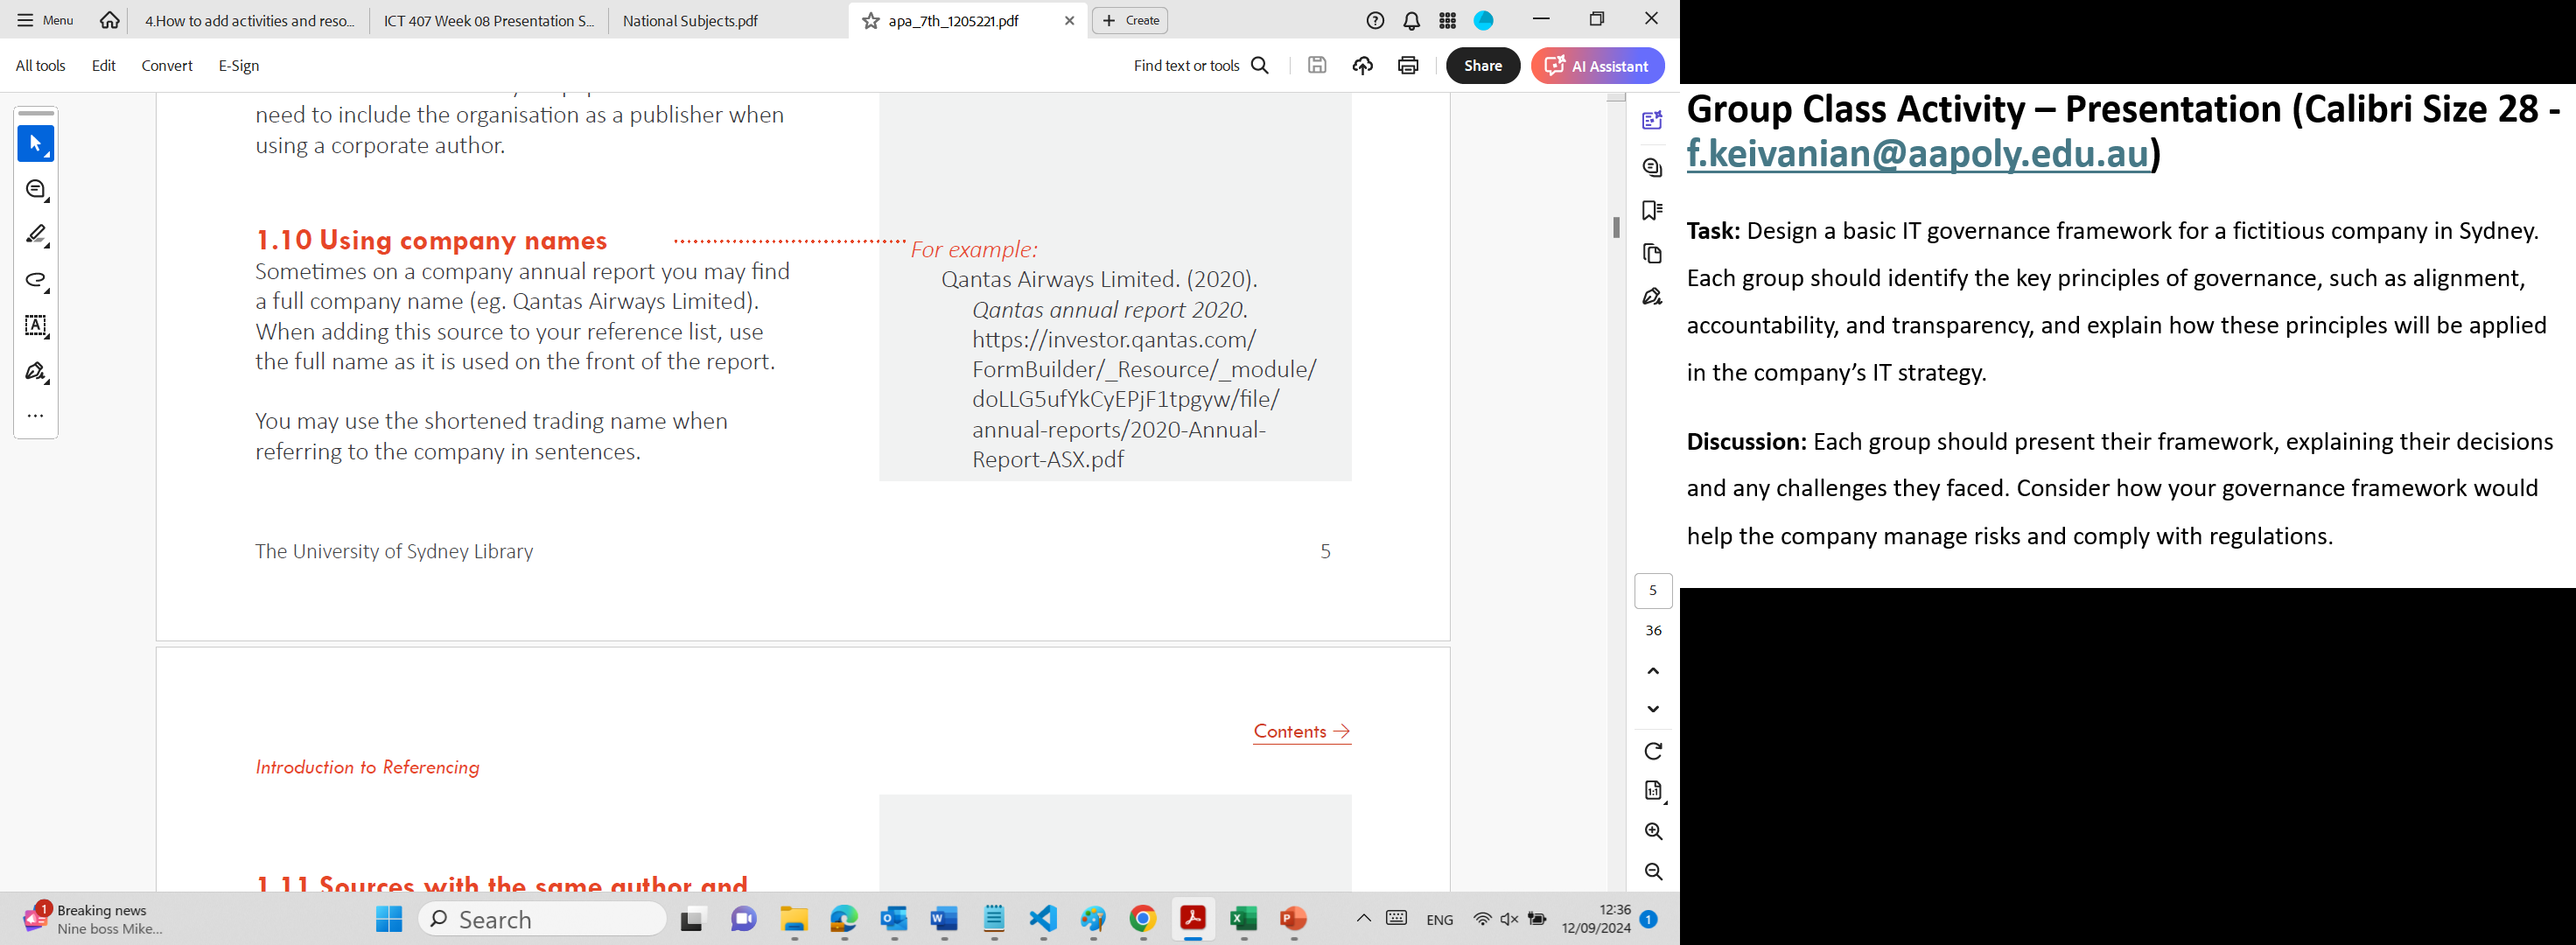 Menu
4.How to add activities and reso...
ICT 407 Week 08 Presentation S...
National Subjects.pdf
apa_7th_1205221.pdf
Create
All tools
Edit
Convert
E-Sign
Find text or tools
Share
AI Assistant
need to include the organisation as a publisher when
using a corporate author.
1.10 Using company names
Sometimes on a company annual report you may find
a full company name (eg. Qantas Airways Limited).
When adding this source to your reference list, use
the full name as it is used on the front of the report.
You may use the shortened trading name when
referring to the company in sentences.
For example:
Qantas Airways Limited. (2020).
Qantas annual report 2020.
https://investor.qantas.com/
FormBuilder/_Resource/_module/
doLLG5ufYkCyEPjF1tpgyw/file/
annual-reports/2020-Annual-
Report-ASX.pdf
The University of Sydney Library
5
Contents →
Introduction to Referencing
1.11 Sources with the same author and
5
36
1:1
1
Breaking news
Nine boss Mike...
Search
ENG
12:36
12/09/2024
1
Group Class Activity – Presentation (Calibri Size 28 -
f.keivanian@aapoly.edu.au)
Task: Design a basic IT governance framework for a fictitious company in Sydney.
Each group should identify the key principles of governance, such as alignment,
accountability, and transparency, and explain how these principles will be applied
in the company’s IT strategy.
Discussion: Each group should present their framework, explaining their decisions
and any challenges they faced. Consider how your governance framework would
help the company manage risks and comply with regulations.